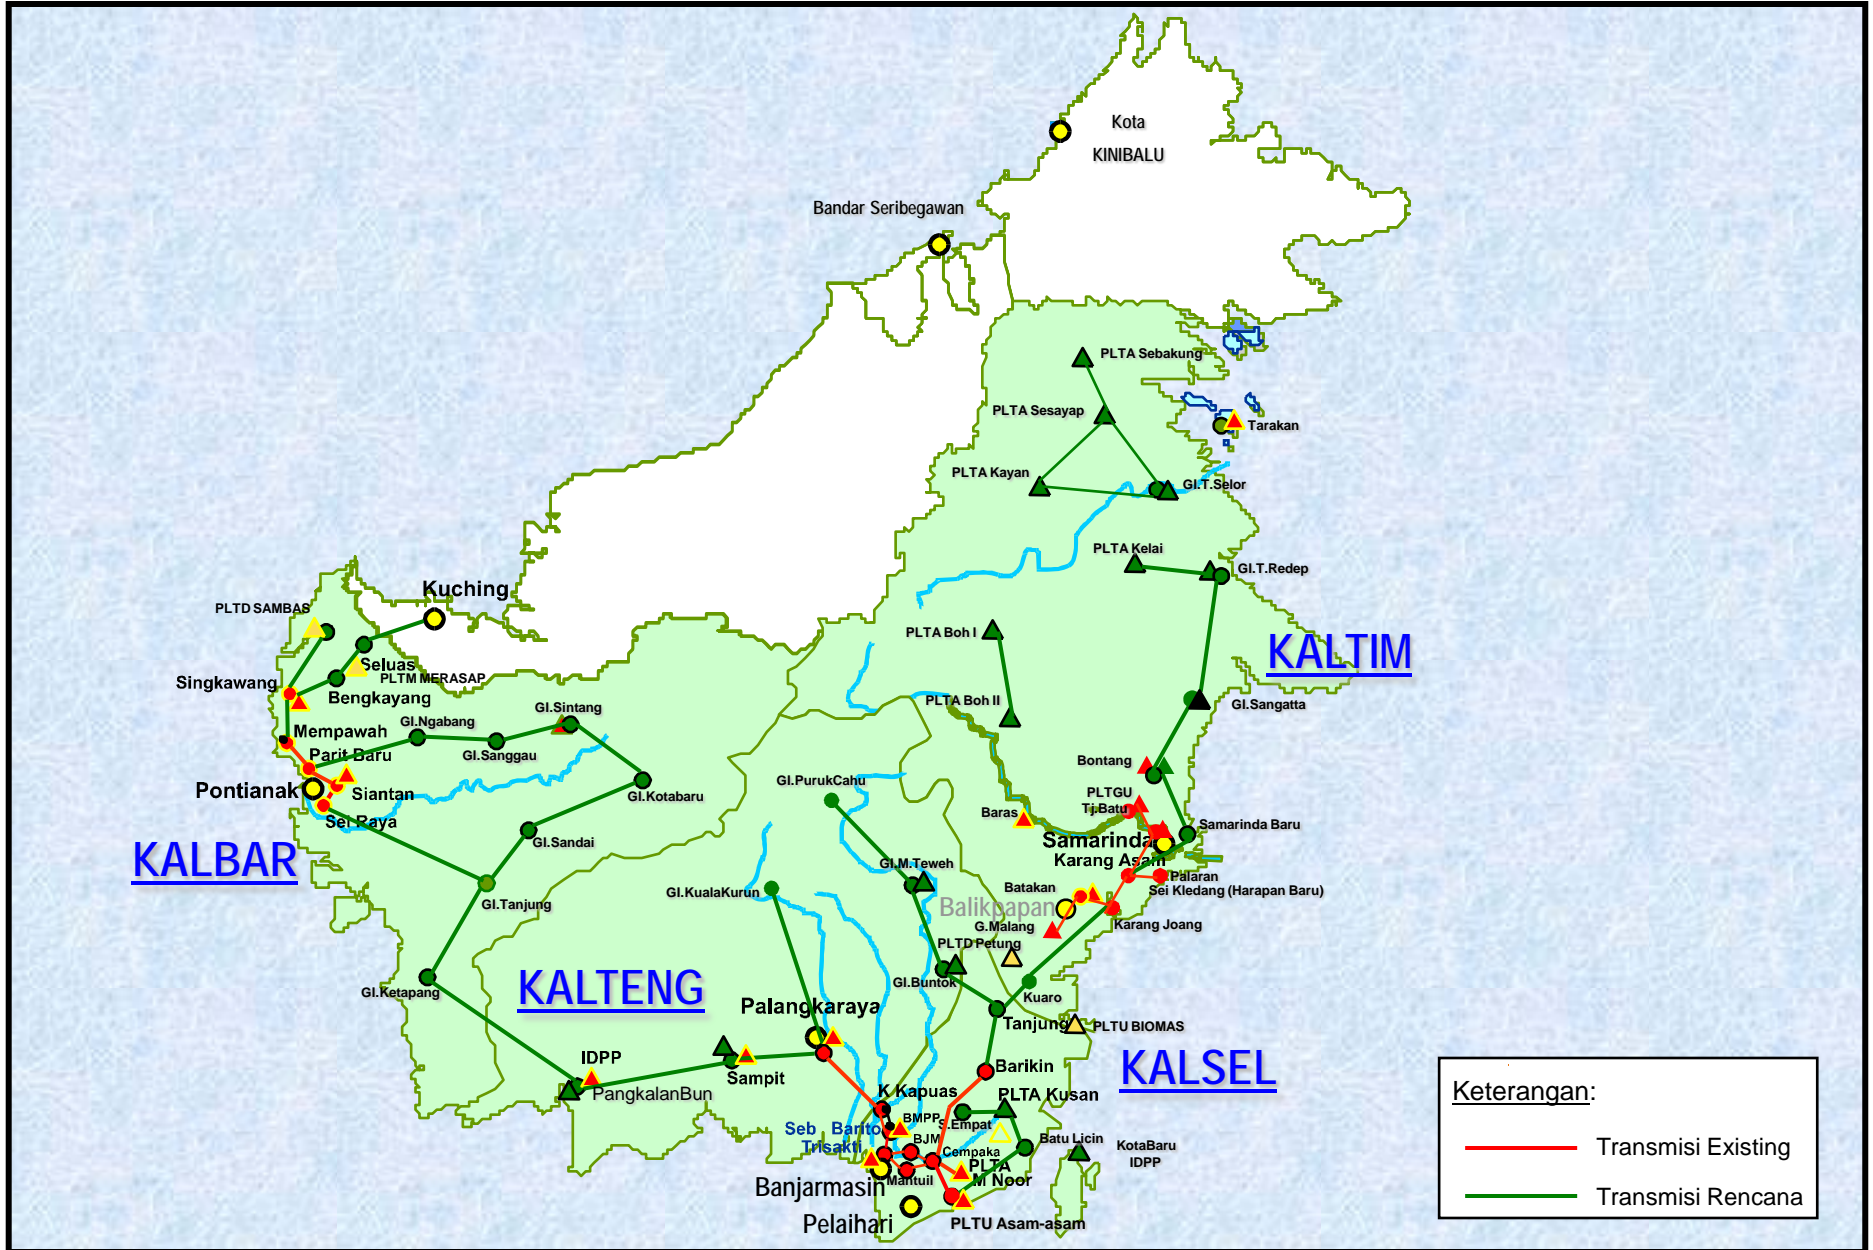 Kota
KINIBALU
Bandar Seribegawan
PLTA Sebakung
PLTA Sesayap
Tarakan
PLTA Kayan
GI.T.Selor
PLTA Kelai
GI.T.Redep
Kuching
PLTD SAMBAS
PLTA Boh I
KALTIM
Seluas
PLTM MERASAP
Singkawang
Bengkayang
PLTA Boh II
GI.Sangatta
GI.Sintang
GI.Ngabang
Mempawah
GI.Sanggau
Parit Baru
Bontang
Pontianak
Siantan
GI.Kotabaru
GI.PurukCahu
PLTGU
Tj.Batu
Sei Raya
Baras
Samarinda Baru
Samarinda
GI.Sandai
KALBAR
Karang Asam
GI.M.Teweh
Palaran
GI.KualaKurun
Batakan
Sei Kledang (Harapan Baru)
GI.Tanjung
Balikpapan
G.Malang
Karang Joang
PLTD Petung
KALTENG
GI.Ketapang
GI.Buntok
Kuaro
Palangkaraya
Tanjung
PLTU BIOMAS
IDPP
KALSEL
Sampit
Barikin
PangkalanBun
K.Kapuas
PLTA Kusan
BMPP
S.Empat
Seb. Barito
Trisakti
BJM
Batu Licin
KotaBaru
IDPP
Cempaka
PLTA
M Noor
Mantuil
Banjarmasin
Pelaihari
PLTU Asam-asam
Keterangan:
Transmisi Existing
Transmisi Rencana